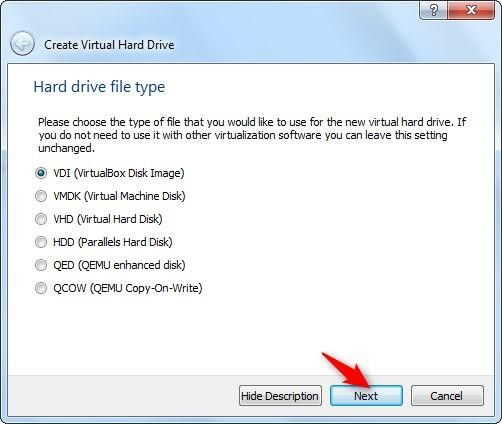 Create Virtual Hard Drive
Hard drive file type
Please choose the type of file that you would like to use for the new virtual hard drive. If
you do not need to use it with other virtualization software you can leave this setting
unchanged.
VDI (VirtualBox Disk Image)
VMDK (Virtual Machine Disk)
VHD (Virtual Hard Disk)
HDD (Parallels Hard Disk)
QED (QEMU enhanced disk)
QCOW (QEMU Copy-On-Write)
Hide Description Next Cancel